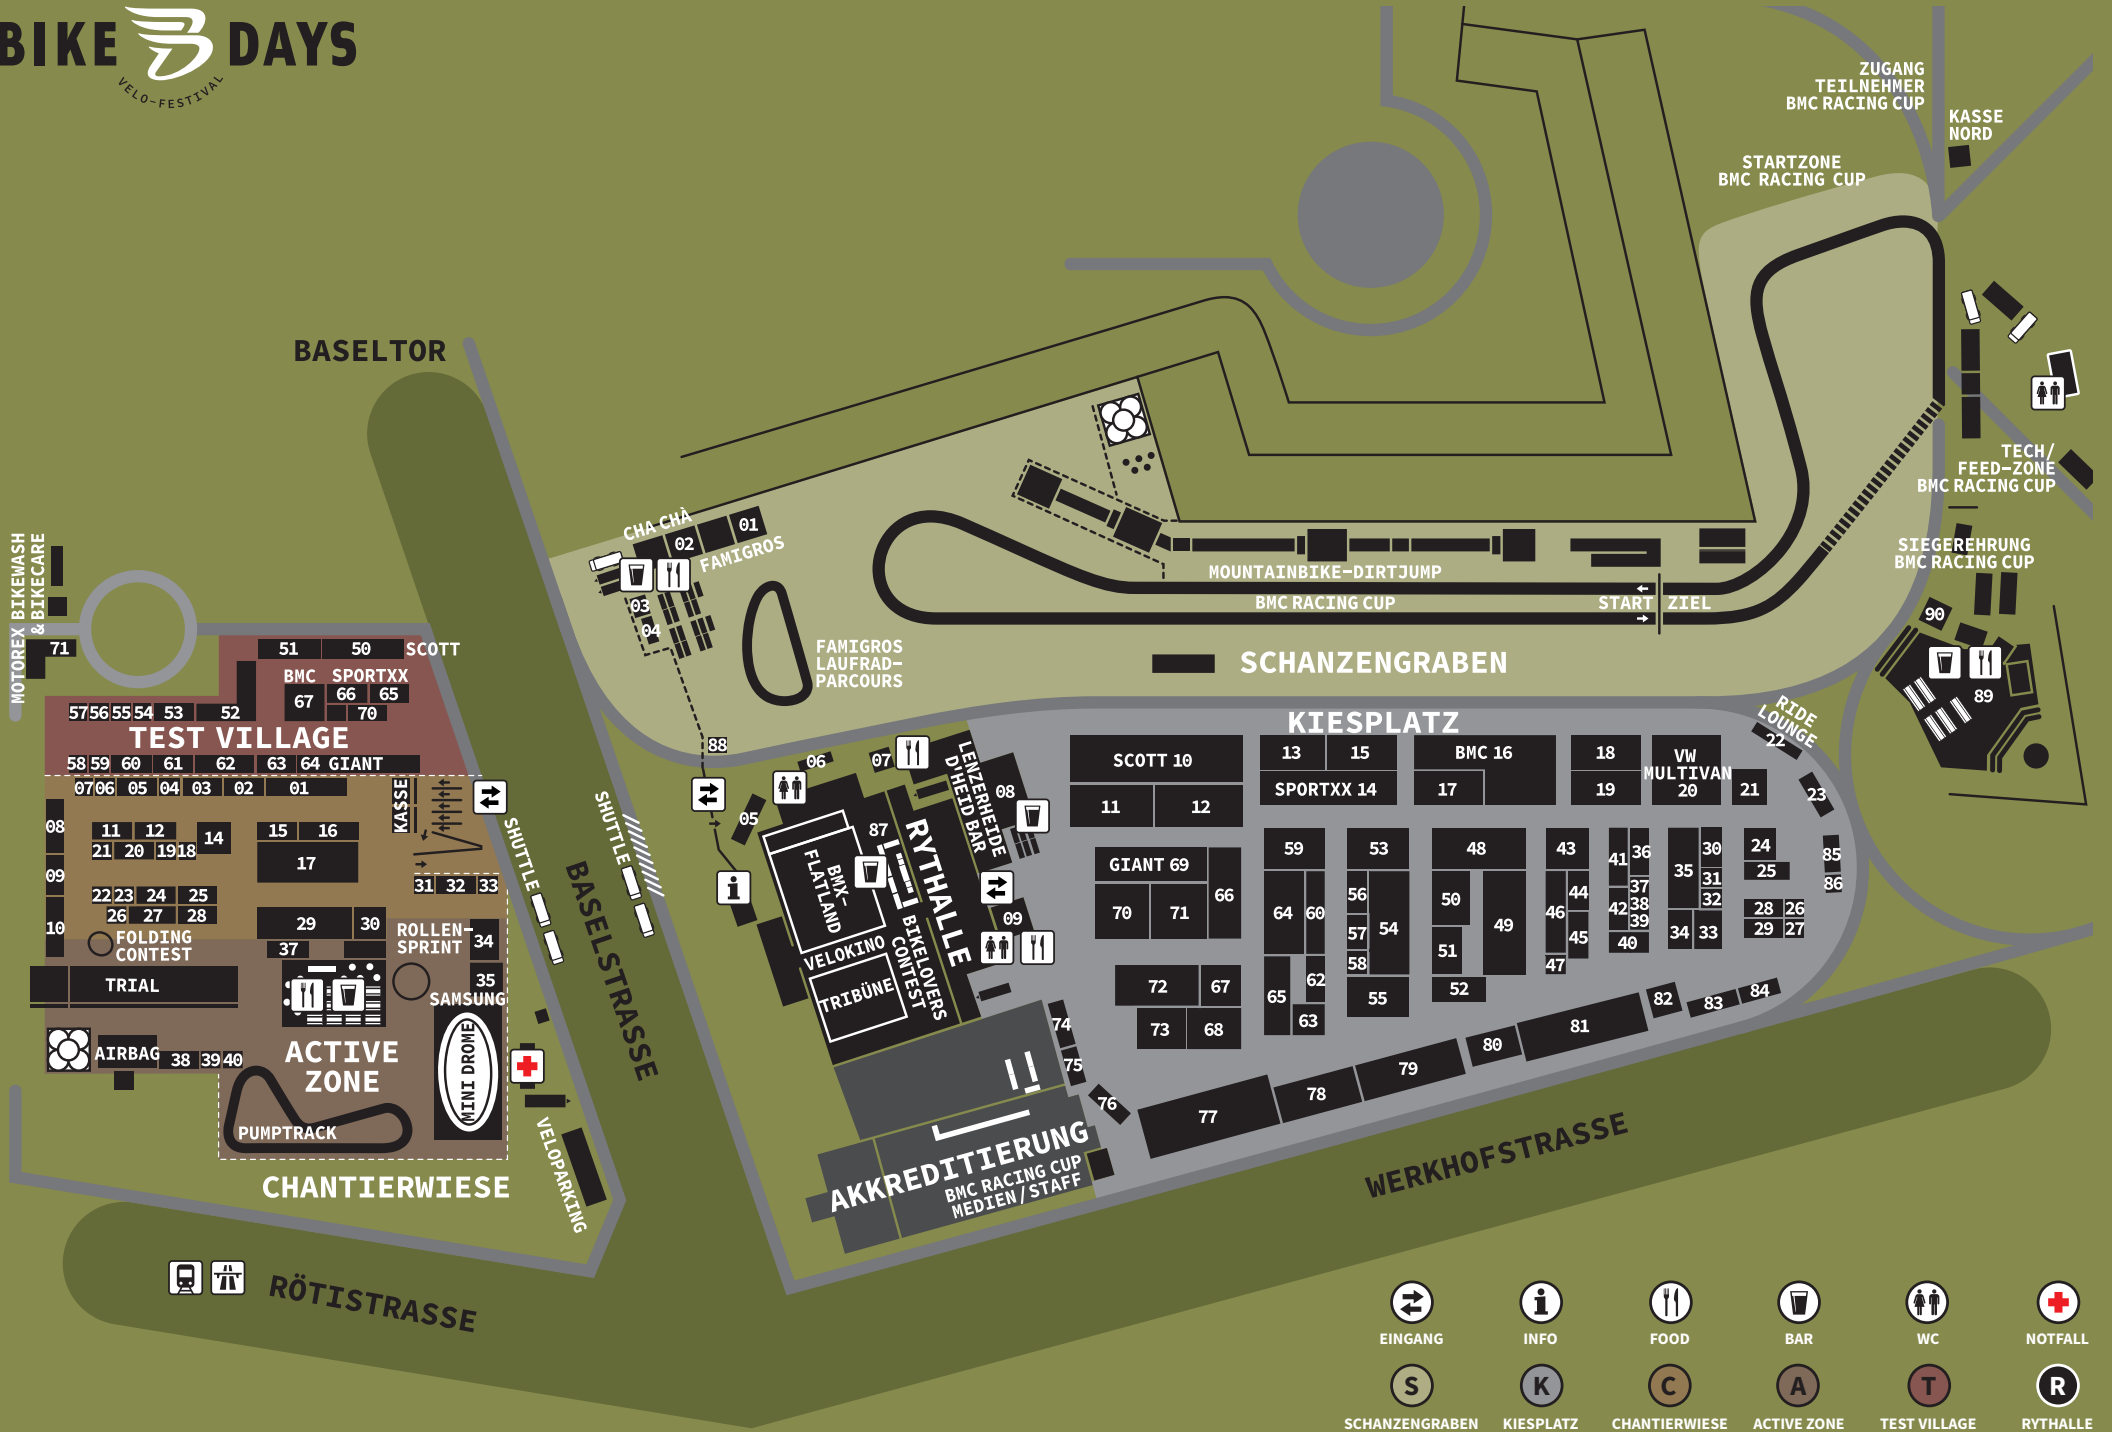 BIKE DAYS
VELO-FESTIVAL
ZUGANG
TEILNEHMER
BMC RACING CUP
KASSE
NORD
STARTZONE
BMC RACING CUP
BASELTOR
TECH/
FEED-ZONE
BMC RACING CUP
SIEGEREHRUNG
BMC RACING CUP
90
89
CHA CHÀ
01
02
FAMIGROS
03
04
MOUNTAINBIKE-DIRTJUMP
BMC RACING CUP
START
ZIEL
FAMIGROS
LAUFRAD-
PARCOURS
SCHANZENGRABEN
KIESPLATZ
RIDE
LOUNGE
22
MOTOREX BIKEWASH
& BIKECARE
71
51
50
SCOTT
BMC
SPORTXX
67
66
65
70
57
56
55
54
53
52
TEST VILLAGE
58
59
60
61
62
63
64 GIANT
07
06
05
04
03
02
01
KASSE
08
09
10
11
12
14
15
16
21
20
19
18
17
22
23
24
25
26
27
28
29
30
31
32
33
37
FOLDING
CONTEST
ROLLEN-
SPRINT
34
35
SAMSUNG
TRIAL
AIRBAG
38
39
40
ACTIVE
ZONE
MINI DROME
PUMPTRACK
CHANTIERWIESE
VELOPARKING
SHUTTLE
SHUTTLE
BASELSTRASSE
RÖTISTRASSE
WERKHOFSTRASSE
88
06
07
05
87
LENZERHEIDE
D'HEID BAR
08
09
RYTHALLE
BMX-
FLATLAND
VELOKINO
TRIBÜNE
BIKELOVERS
CONTEST
74
75
76
AKKREDITIERUNG
BMC RACING CUP
MEDIEN/STAFF
SCOTT 10
11
12
13
15
SPORTXX 14
BMC 16
17
18
19
VW
MULTIVAN
20
21
23
GIANT 69
66
70
71
72
67
73
68
59
64
60
65
62
63
53
56
54
57
58
55
48
50
49
51
52
43
44
46
45
47
41
36
37
42
38
39
40
35
30
31
32
34
33
24
25
28
26
29
27
85
86
77
78
79
80
81
82
83
84
EINGANG
INFO
FOOD
BAR
WC
NOTFALL
S
K
C
A
T
R
SCHANZENGRABEN
KIESPLATZ
CHANTIERWIESE
ACTIVE ZONE
TEST VILLAGE
RYTHALLE